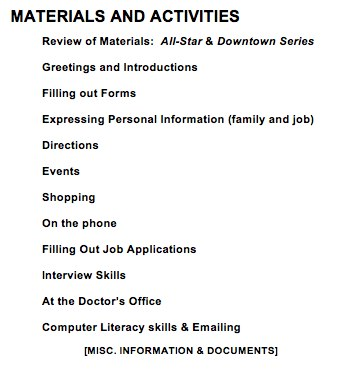 MATERIALS AND ACTIVITIES
Review of Materials: All-Star & Downtown Series
Greetings and Introductions
Filling out Forms
Expressing Personal Information (family and job)
Directions
Events
Shopping
On the phone
Filling Out Job Applications
Interview Skills
At the Doctor's Office
Computer Literacy skills & Emailing
[MISC. INFORMATION & DOCUMENTS]